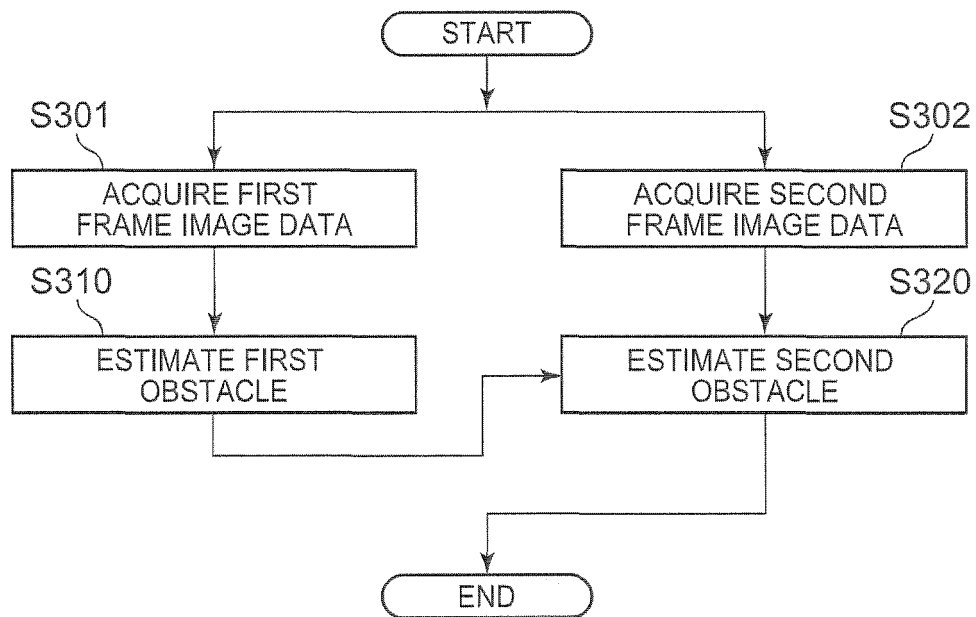 START
S301
S302
ACQUIRE FIRST
FRAME IMAGE DATA
ACQUIRE SECOND
FRAME IMAGE DATA
S310
S320
ESTIMATE FIRST
OBSTACLE
ESTIMATE SECOND
OBSTACLE
END